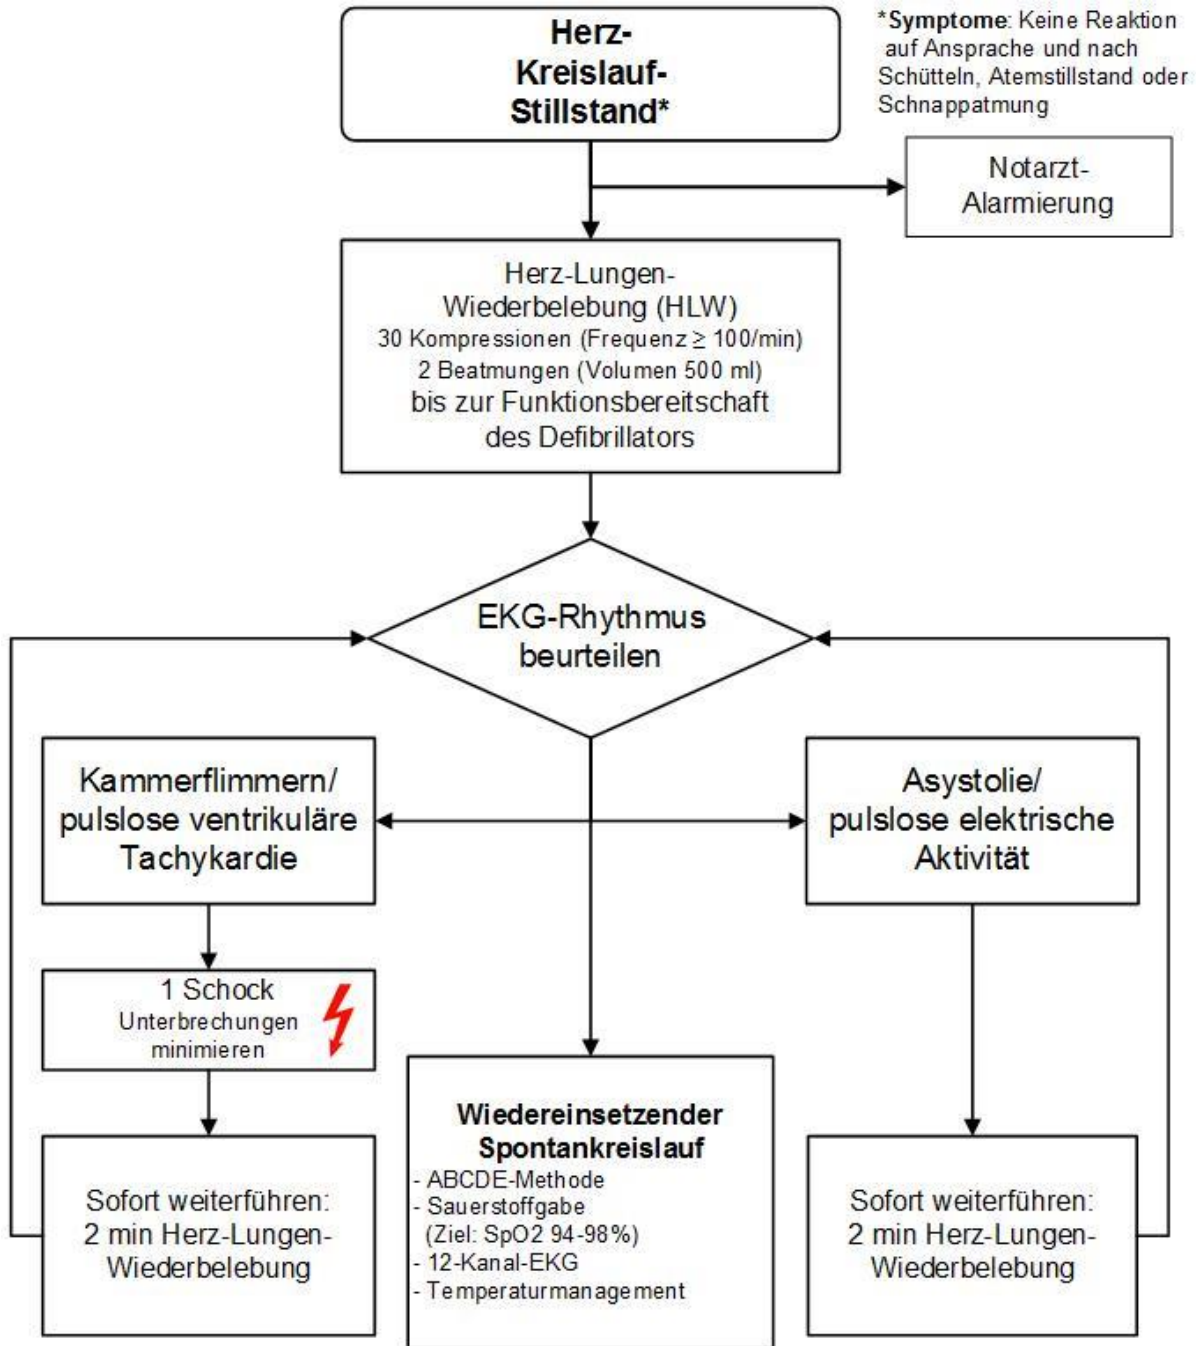 Herz-
Kreislauf-
Stillstand*
*Symptome: Keine Reaktion
auf Ansprache und nach
Schütteln, Atemstillstand oder
Schnappatmung
Notarzt-
Alarmierung
Herz-Lungen-
Wiederbelebung (HLW)
30 Kompressionen (Frequenz ≥ 100/min)
2 Beatmungen (Volumen 500 ml)
bis zur Funktionsbereitschaft
des Defibrillators
EKG-Rhythmus
beurteilen
Kammerflimmern/
pulslose ventrikuläre
Tachykardie
Asystolie/
pulslose elektrische
Aktivität
1 Schock
Unterbrechungen
minimieren
Wiedereinsetzender
Spontankreislauf
- ABCDE-Methode
- Sauerstoffgabe
(Ziel: SpO2 94-98%)
- 12-Kanal-EKG
- Temperaturmanagement
Sofort weiterführen:
2 min Herz-Lungen-
Wiederbelebung
Sofort weiterführen:
2 min Herz-Lungen-
Wiederbelebung